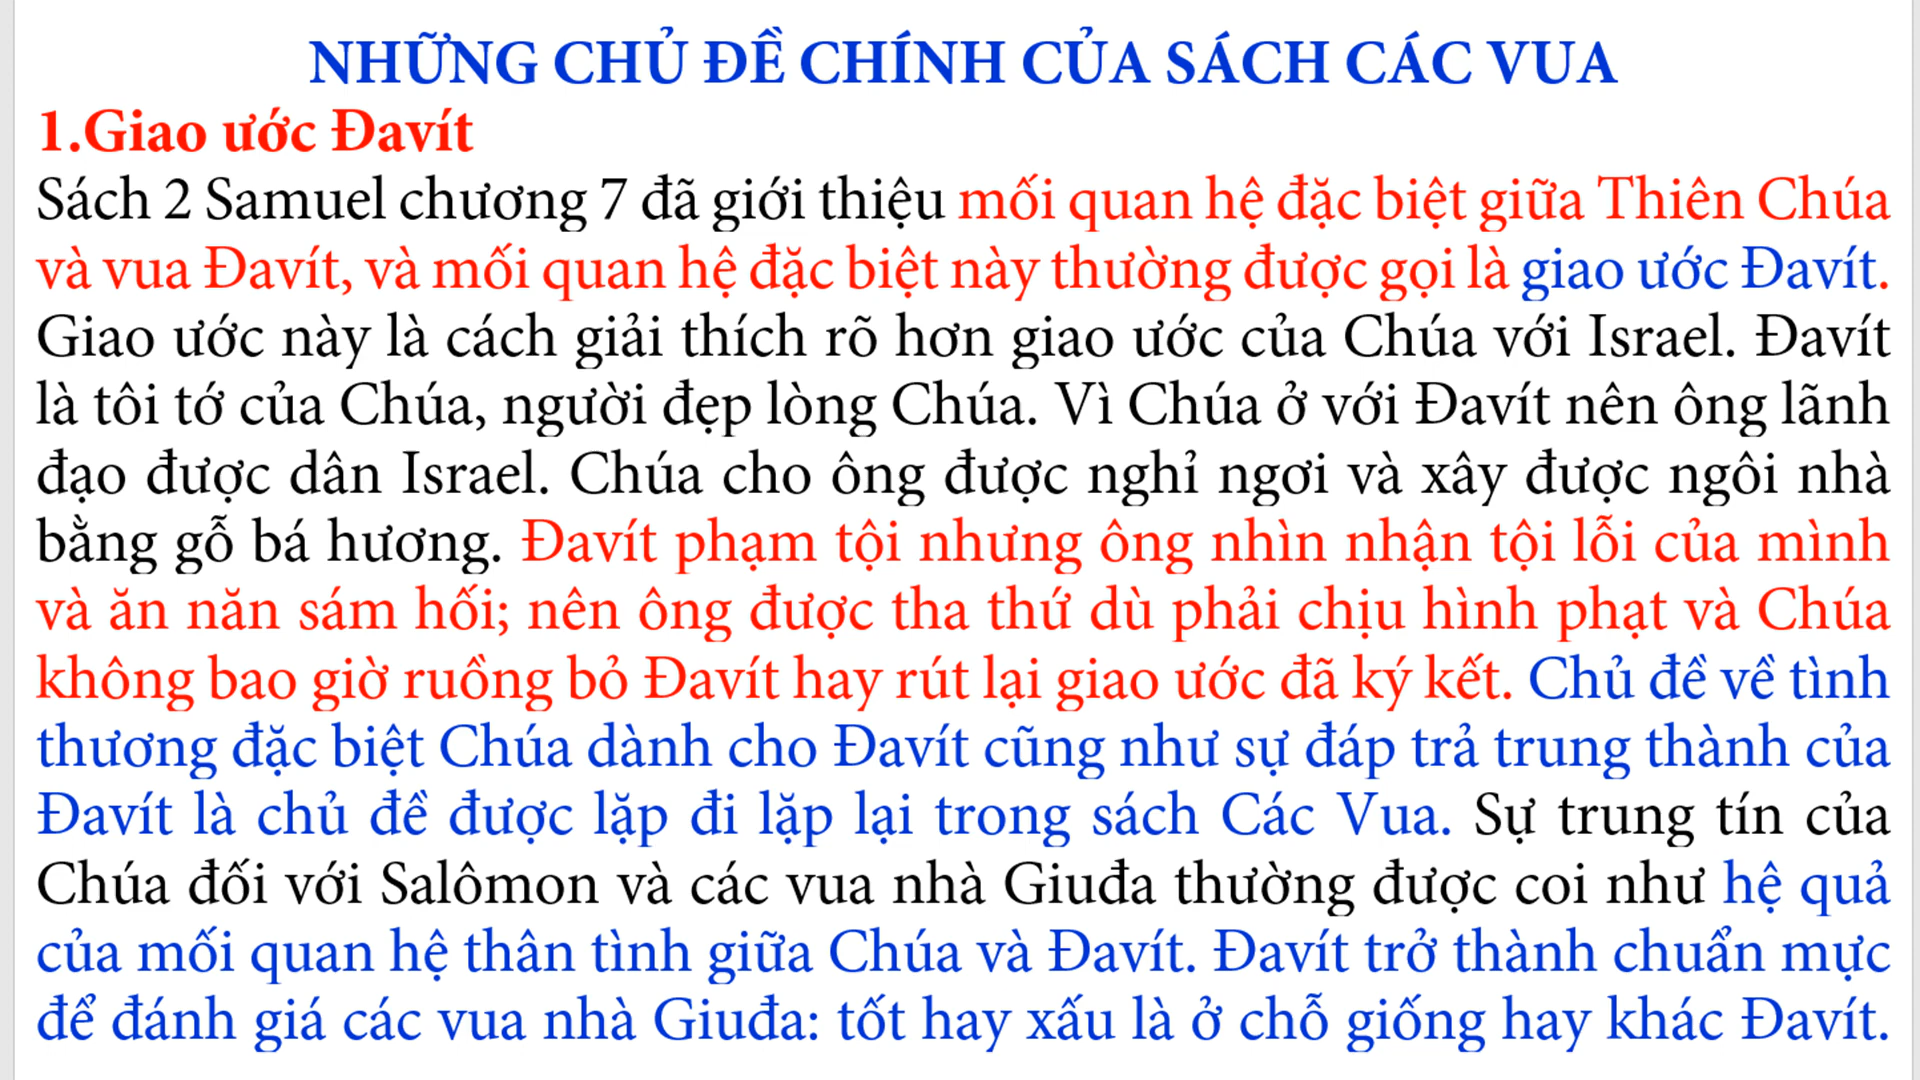 NHỮNG CHỦ ĐỀ CHÍNH CỦA SÁCH CÁC VUA
1.Giao ước Đavít
Sách 2 Samuel chương 7 đã giới thiệu mối quan hệ đặc biệt giữa Thiên Chúa
và vua Đavít, và mối quan hệ đặc biệt này thường được gọi là giao ước Đavít.
Giao ước này là cách giải thích rõ hơn giao ước của Chúa với Israel. Đavít
là tôi tớ của Chúa, người đẹp lòng Chúa. Vì Chúa ở với Đavít nên ông lãnh
đạo được dân Israel. Chúa cho ông được nghỉ ngơi và xây được ngôi nhà
bằng gỗ bá hương. Đavít phạm tội nhưng ông nhìn nhận tội lỗi của mình
và ăn năn sám hối; nên ông được tha thứ dù phải chịu hình phạt và Chúa
không bao giờ ruồng bỏ Đavít hay rút lại giao ước đã ký kết. Chủ đề về tình
thương đặc biệt Chúa dành cho Đavít cũng như sự đáp trả trung thành của
Đavít là chủ đề được lặp đi lặp lại trong sách Các Vua. Sự trung tín của
Chúa đối với Salômon và các vua nhà Giuđa thường được coi như hệ quả
của mối quan hệ thân tình giữa Chúa và Đavít. Đavít trở thành chuẩn mực
để đánh giá các vua nhà Giuđa: tốt hay xấu là ở chỗ giống hay khác Đavít.